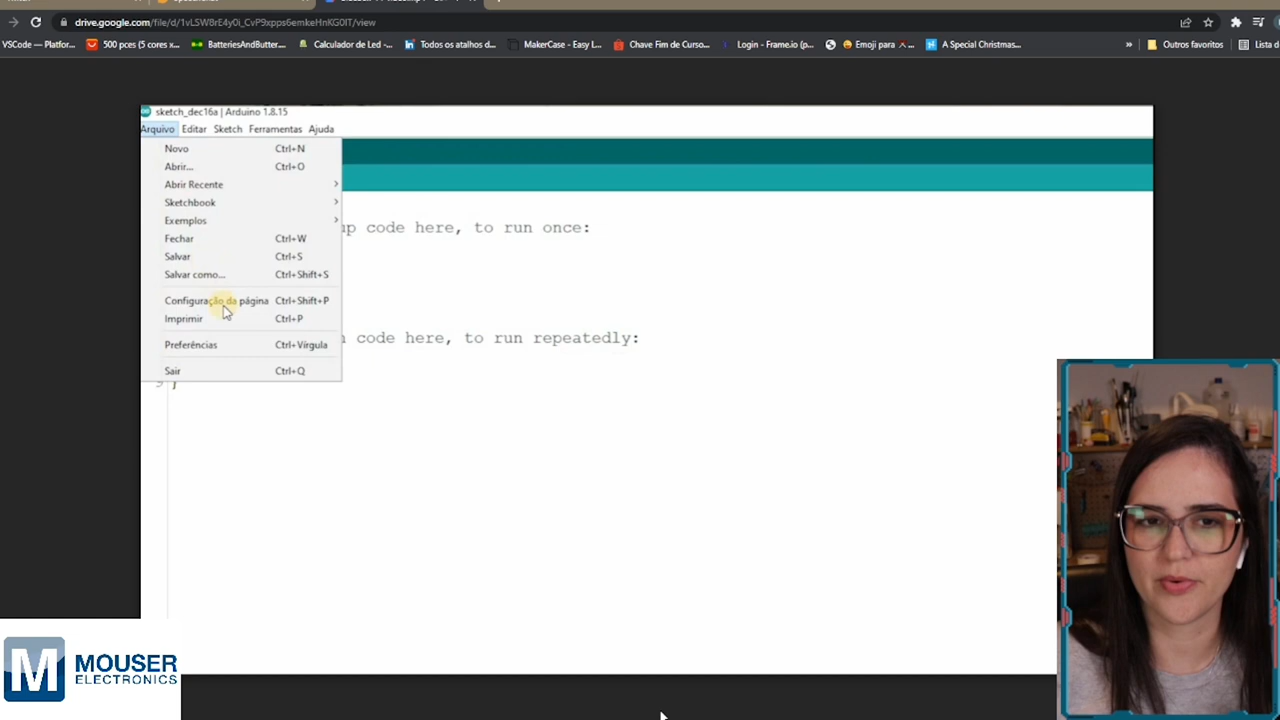 drive.google.com/file/d/1vLSW8rE4y0i_CvP9xpps6emkeHnKG0IT/view
VSCode — Platfor... 500 pces (5 cores x... BatteriesAndButter... Calculador de Led -... Todos os atalhos d... MakerCase - Easy L... Chave Fim de Curso... Login - Frame.io (p... Emoji para ... A Special Christmas... » Outros favoritos Lista d
sketch_dec16a | Arduino 1.8.15
Arquivo Editar Sketch Ferramentas Ajuda
Novo Ctrl+N
Abrir... Ctrl+O
Abrir Recente
Sketchbook
Exemplos
up code here, to run once:
Fechar Ctrl+W
Salvar Ctrl+S
Salvar como... Ctrl+Shift+S
Configuração da página Ctrl+Shift+P
Imprimir Ctrl+P
code here, to run repeatedly:
Preferências Ctrl+Vírgula
Sair Ctrl+Q
9 }
M MOUSER
ELECTRONICS